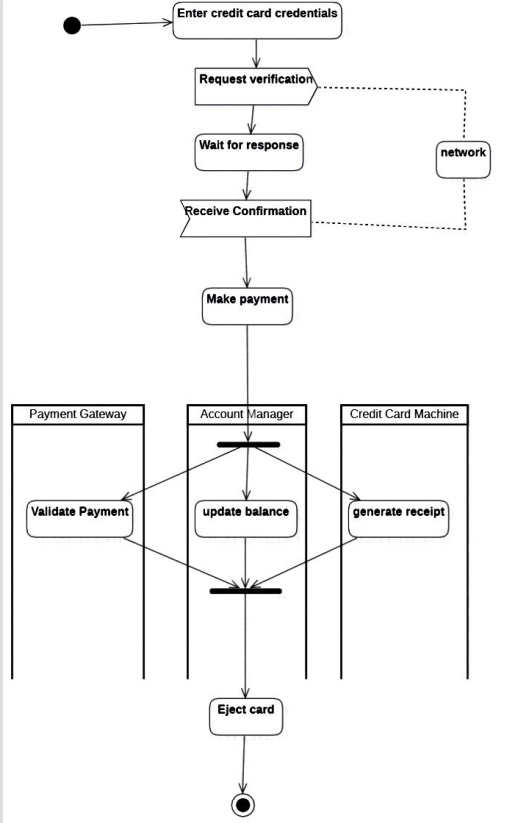 Enter credit card credentials
Request verification
Wait for response
network
Receive Confirmation
Make payment
Payment Gateway
Account Manager
Credit Card Machine
Validate Payment
update balance
generate receipt
Eject card